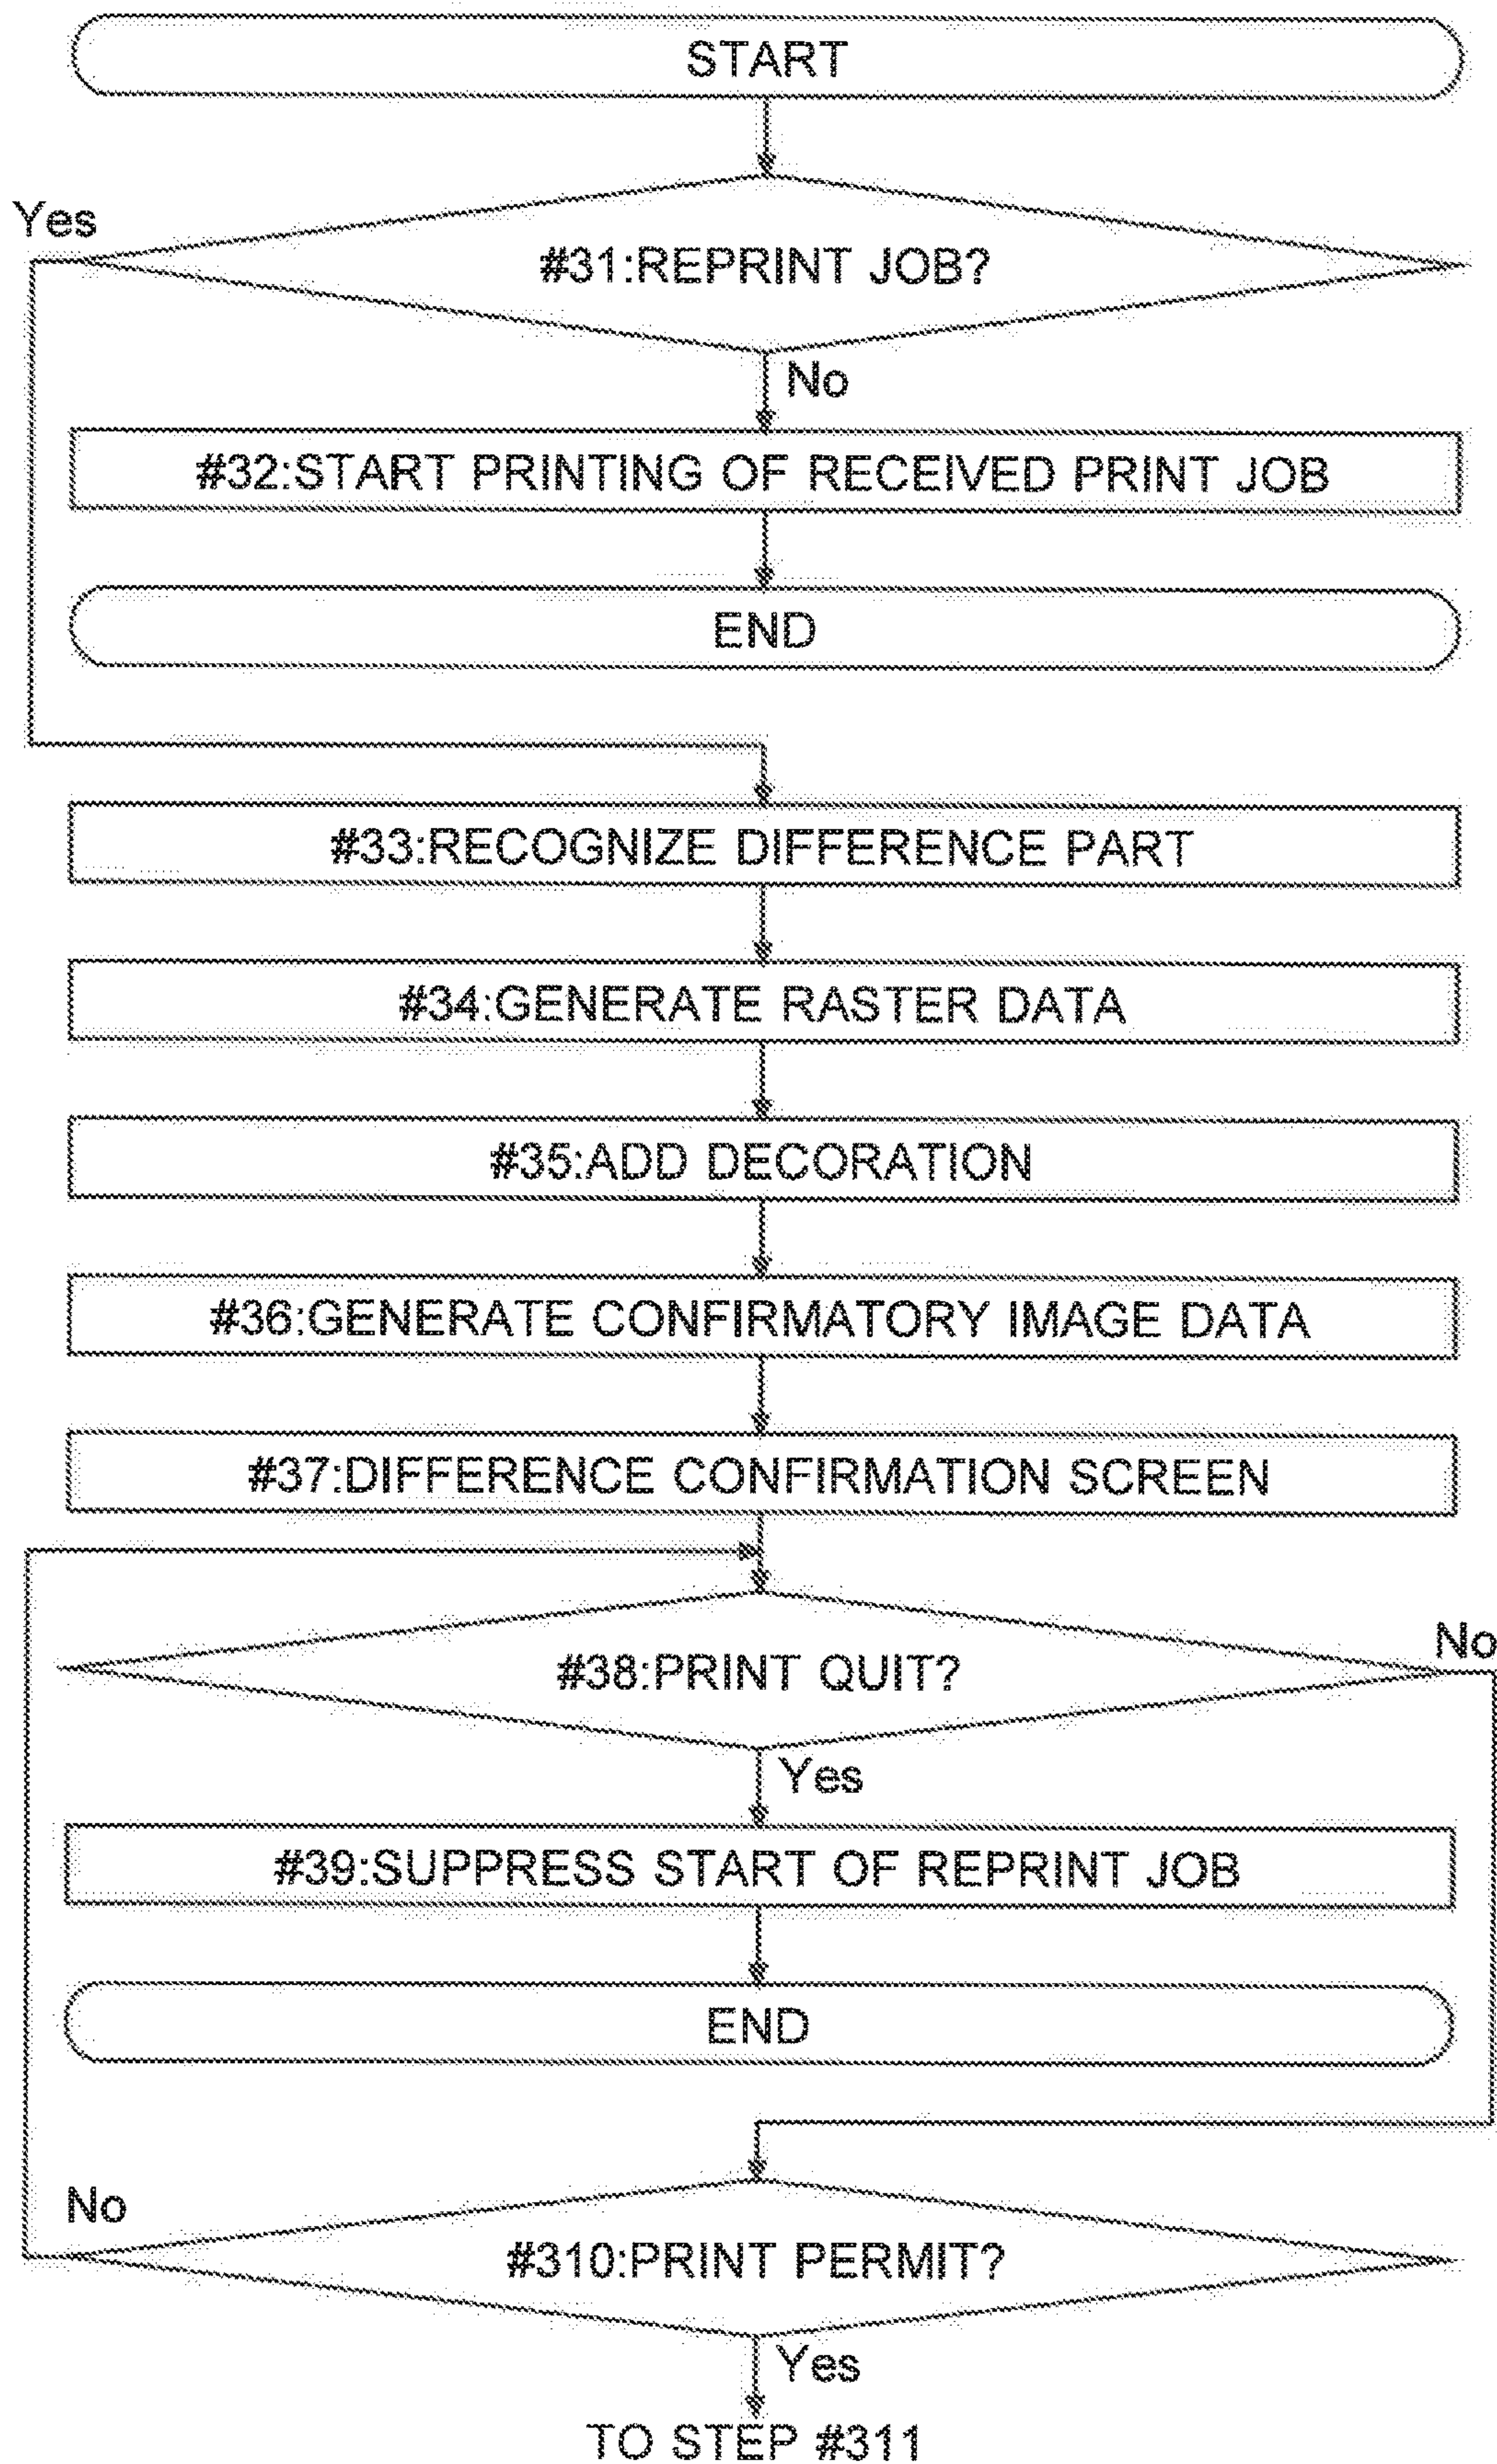 START
Yes
#31:REPRINT JOB?
No
#32:START PRINTING OF RECEIVED PRINT JOB
END
#33:RECOGNIZE DIFFERENCE PART
#34:GENERATE RASTER DATA
#35:ADD DECORATION
#36:GENERATE CONFIRMATORY IMAGE DATA
#37:DIFFERENCE CONFIRMATION SCREEN
No
#38:PRINT QUIT?
Yes
#39:SUPPRESS START OF REPRINT JOB
END
No
#310:PRINT PERMIT?
Yes
TO STEP #311